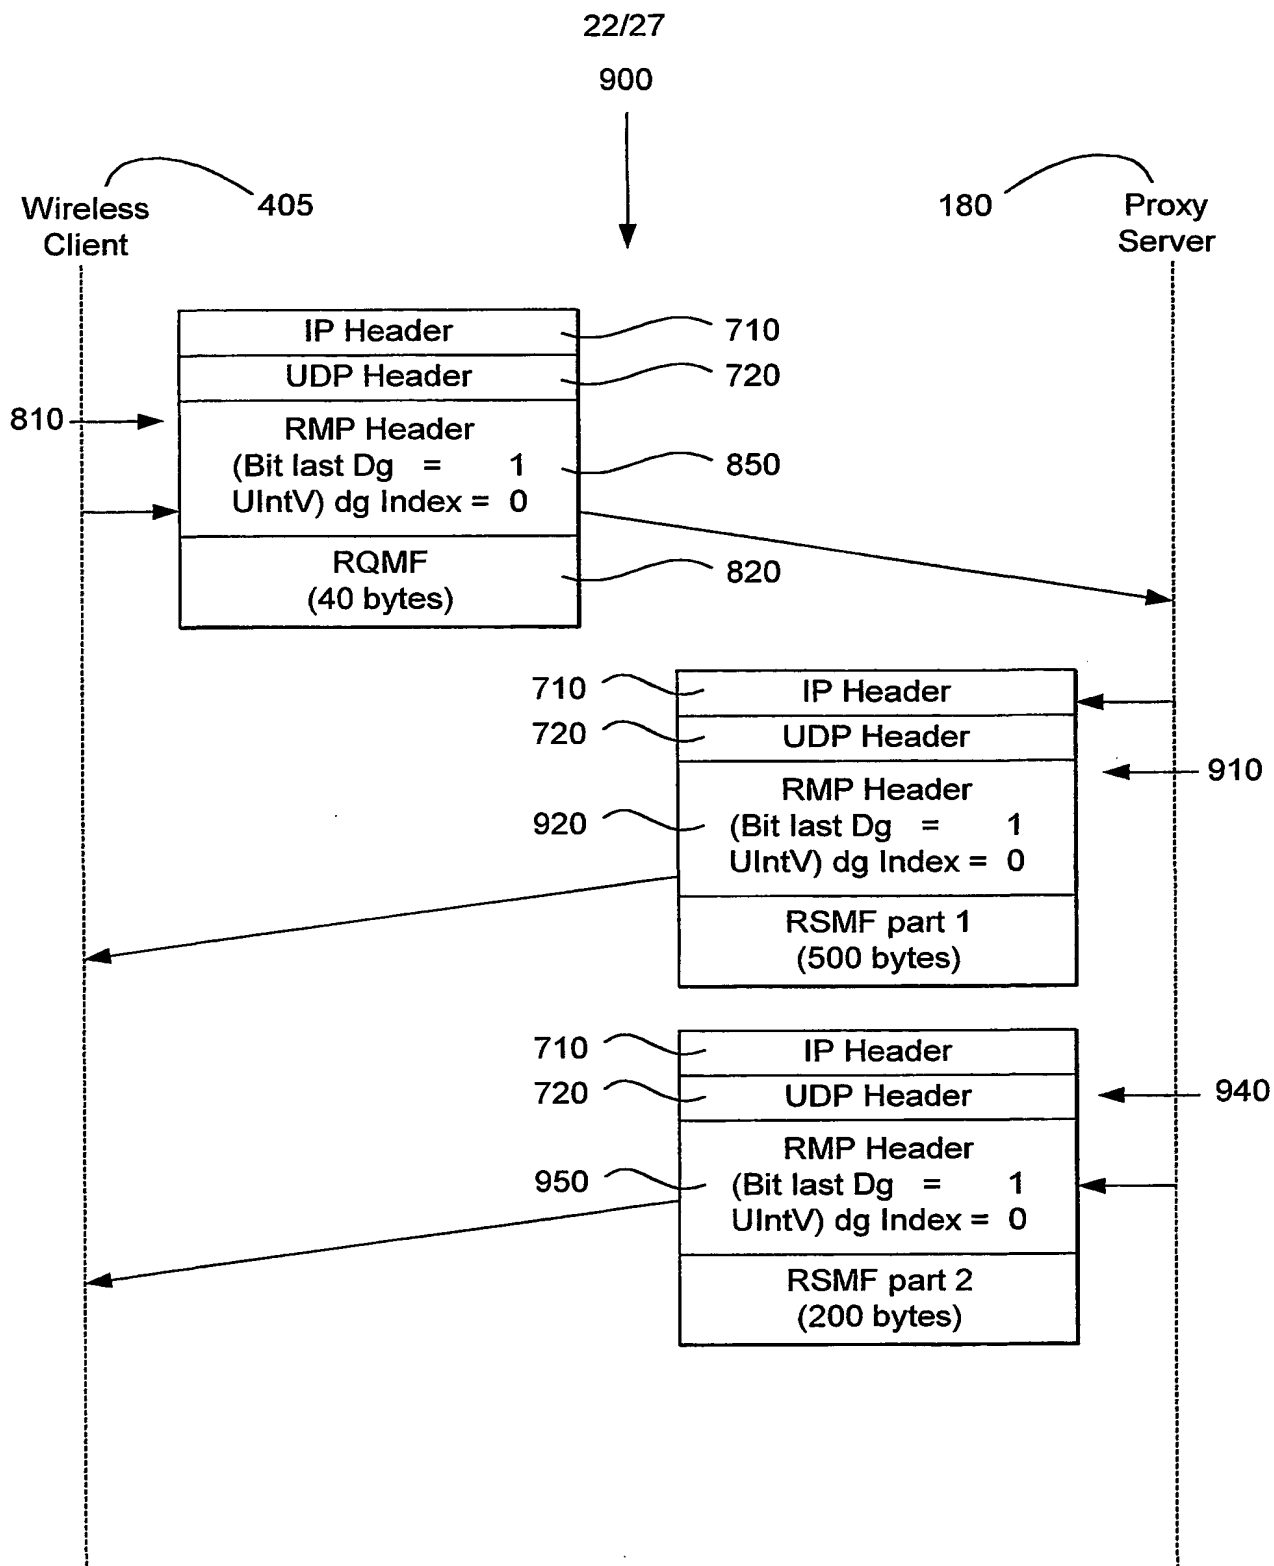 22/27
900
Wireless
Client
405
180
Proxy
Server
IP Header
710
UDP Header
720
810
RMP Header
(Bit last Dg = 1
UIntV) dg Index = 0
850
RQMF
(40 bytes)
820
710
IP Header
720
UDP Header
910
RMP Header
920
(Bit last Dg = 1
UIntV) dg Index = 0
RSMF part 1
(500 bytes)
710
IP Header
720
UDP Header
940
RMP Header
950
(Bit last Dg = 1
UIntV) dg Index = 0
RSMF part 2
(200 bytes)